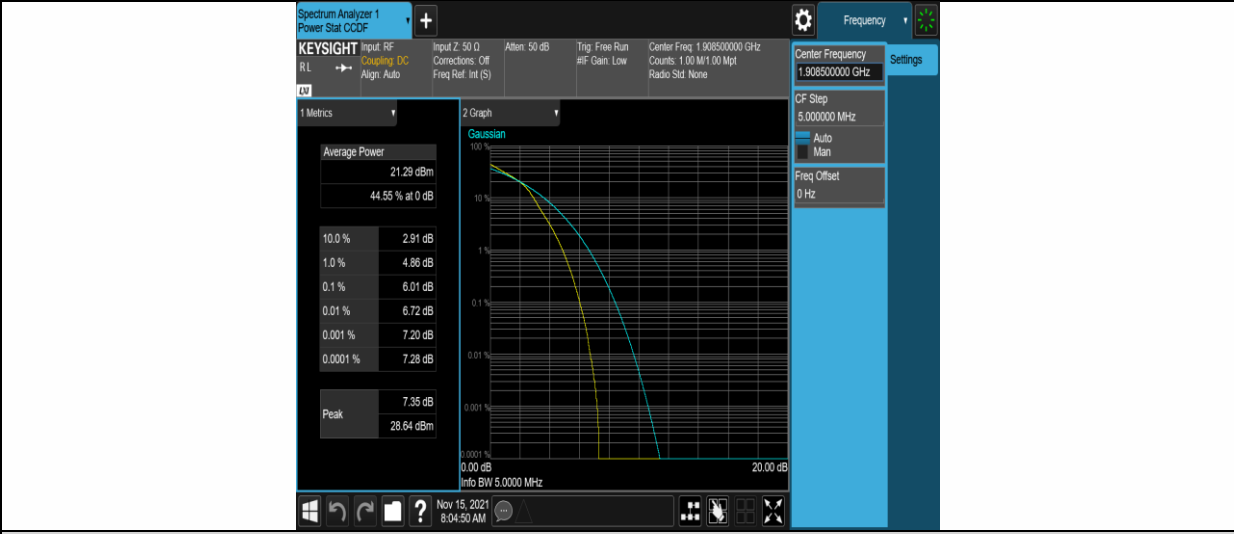 Spectrum Analyzer 1
Power Stat CCDF
+
Frequency
KEYSIGHT
RL
LXI
Input: RF
Coupling: DC
Align: Auto
Input Z: 50 Ω
Corrections: Off
Freq Ref: Int (S)
Atten: 50 dB
Trig: Free Run
#IF Gain: Low
Center Freq: 1.908500000 GHz
Counts: 1.00 M/1.00 Mpt
Radio Std: None
Center Frequency
1.908500000 GHz
Settings
CF Step
5.000000 MHz
Auto
Man
Freq Offset
0 Hz
1 Metrics
Average Power
21.29 dBm
44.55 % at 0 dB
10.0 % 2.91 dB
1.0 % 4.86 dB
0.1 % 6.01 dB
0.01 % 6.72 dB
0.001 % 7.20 dB
0.0001 % 7.28 dB
Peak
7.35 dB
28.64 dBm
2 Graph
Gaussian
100 %
10 %
1 %
0.1 %
0.01 %
0.001 %
0.0001 %
0.00 dB
20.00 dB
Info BW 5.0000 MHz
?
Nov 15, 2021
8:04:50 AM